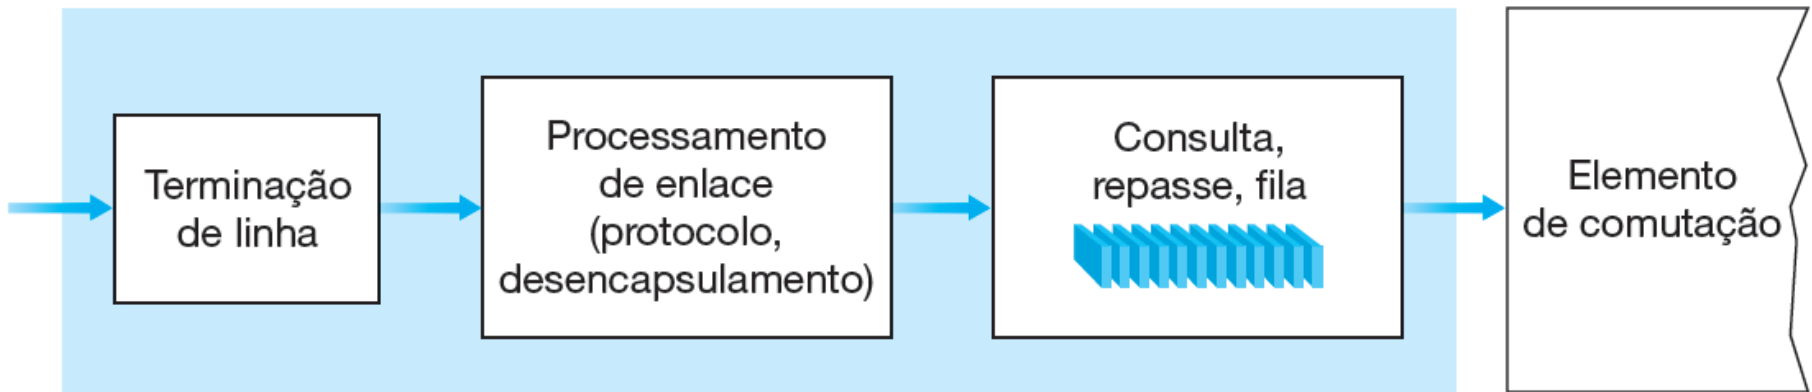 Terminação
de linha
Processamento
de enlace
(protocolo,
desencapsulamento)
Consulta,
repasse, fila
Elemento
de comutação